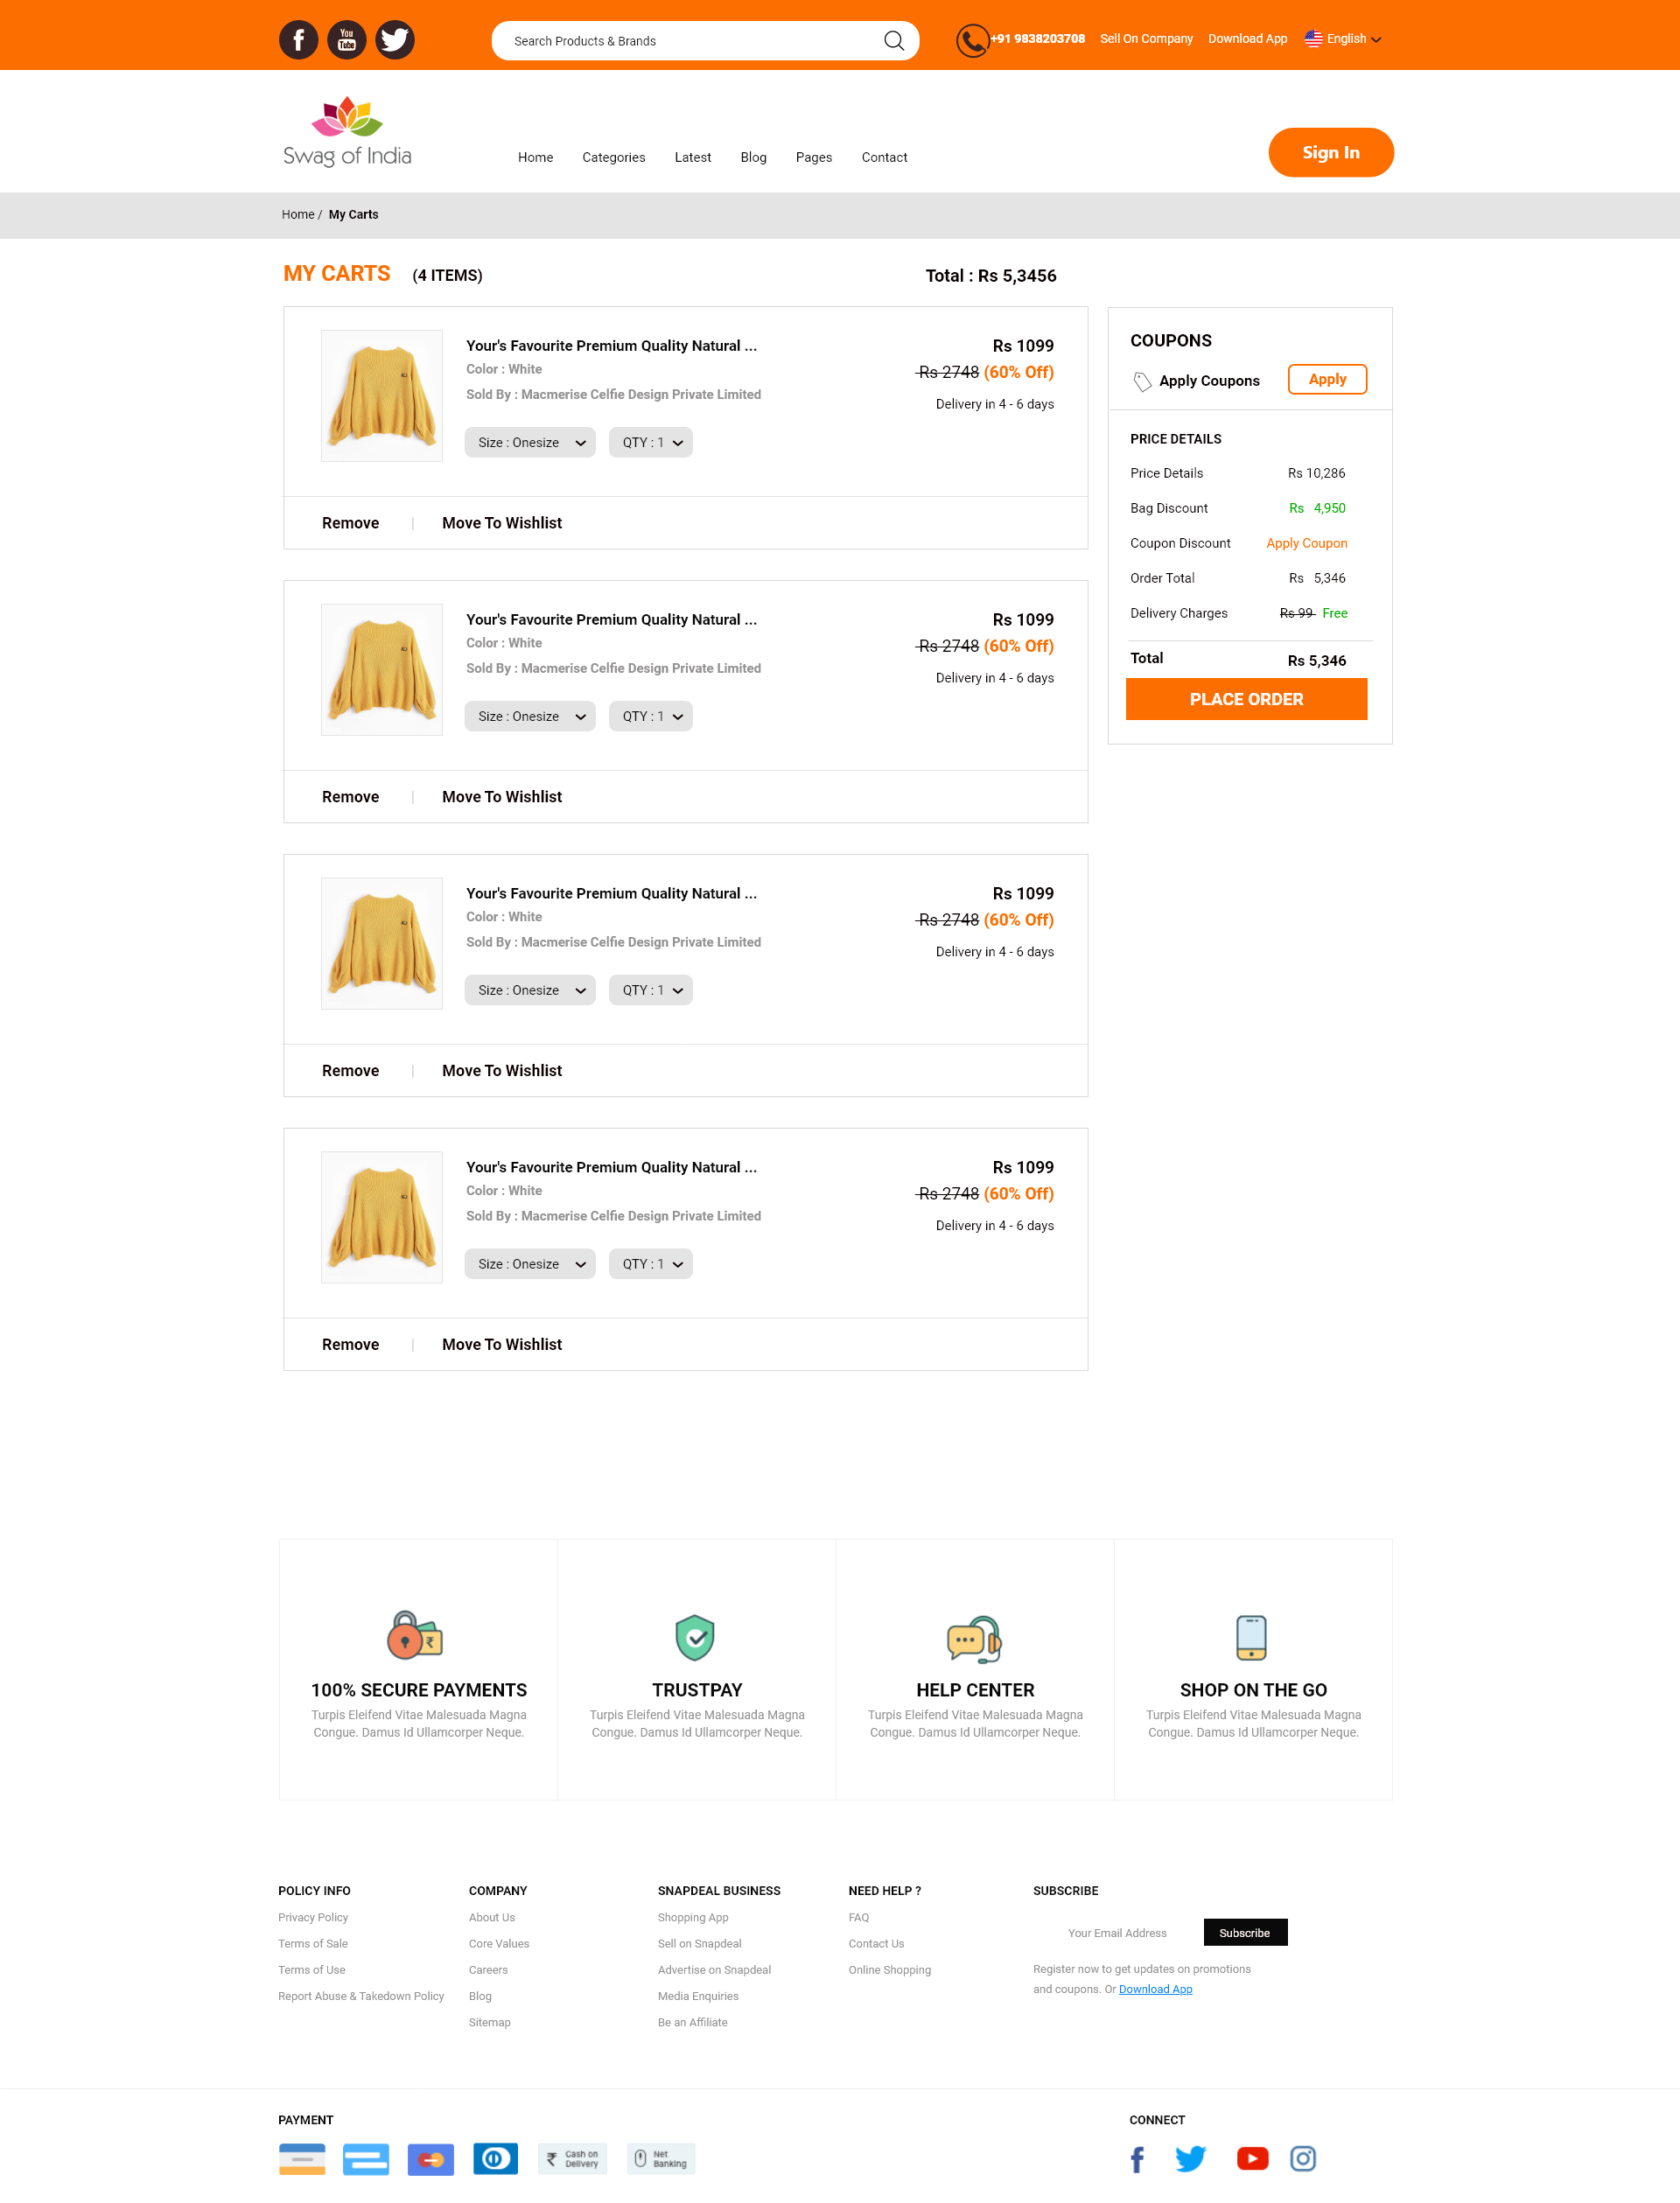 f You Tube Search Products & Brands +91 9838203708 Sell On Company Download App English
Swag of India
Home Categories Latest Blog Pages Contact Sign In
Home / My Carts
MY CARTS (4 ITEMS) Total : Rs 5,3456
Your's Favourite Premium Quality Natural ... Rs 1099
Color : White Rs 2748 (60% Off)
Sold By : Macmerise Celfie Design Private Limited Delivery in 4 - 6 days
Size : Onesize QTY : 1
Remove | Move To Wishlist
COUPONS
Apply Coupons Apply
PRICE DETAILS
Price Details Rs 10,286
Bag Discount Rs 4,950
Coupon Discount Apply Coupon
Order Total Rs 5,346
Delivery Charges Rs 99 Free
Total Rs 5,346
PLACE ORDER
Your's Favourite Premium Quality Natural ... Rs 1099
Color : White Rs 2748 (60% Off)
Sold By : Macmerise Celfie Design Private Limited Delivery in 4 - 6 days
Size : Onesize QTY : 1
Remove | Move To Wishlist
Your's Favourite Premium Quality Natural ... Rs 1099
Color : White Rs 2748 (60% Off)
Sold By : Macmerise Celfie Design Private Limited Delivery in 4 - 6 days
Size : Onesize QTY : 1
Remove | Move To Wishlist
Your's Favourite Premium Quality Natural ... Rs 1099
Color : White Rs 2748 (60% Off)
Sold By : Macmerise Celfie Design Private Limited Delivery in 4 - 6 days
Size : Onesize QTY : 1
Remove | Move To Wishlist
₹
100% SECURE PAYMENTS
Turpis Eleifend Vitae Malesuada Magna
Congue. Damus Id Ullamcorper Neque.
TRUSTPAY
Turpis Eleifend Vitae Malesuada Magna
Congue. Damus Id Ullamcorper Neque.
HELP CENTER
Turpis Eleifend Vitae Malesuada Magna
Congue. Damus Id Ullamcorper Neque.
SHOP ON THE GO
Turpis Eleifend Vitae Malesuada Magna
Congue. Damus Id Ullamcorper Neque.
POLICY INFO
Privacy Policy
Terms of Sale
Terms of Use
Report Abuse & Takedown Policy
COMPANY
About Us
Core Values
Careers
Blog
Sitemap
SNAPDEAL BUSINESS
Shopping App
Sell on Snapdeal
Advertise on Snapdeal
Media Enquiries
Be an Affiliate
NEED HELP ?
FAQ
Contact Us
Online Shopping
SUBSCRIBE
Your Email Address Subscribe
Register now to get updates on promotions
and coupons. Or Download App
PAYMENT
₹ Cash on
Delivery
Net
Banking
CONNECT
f